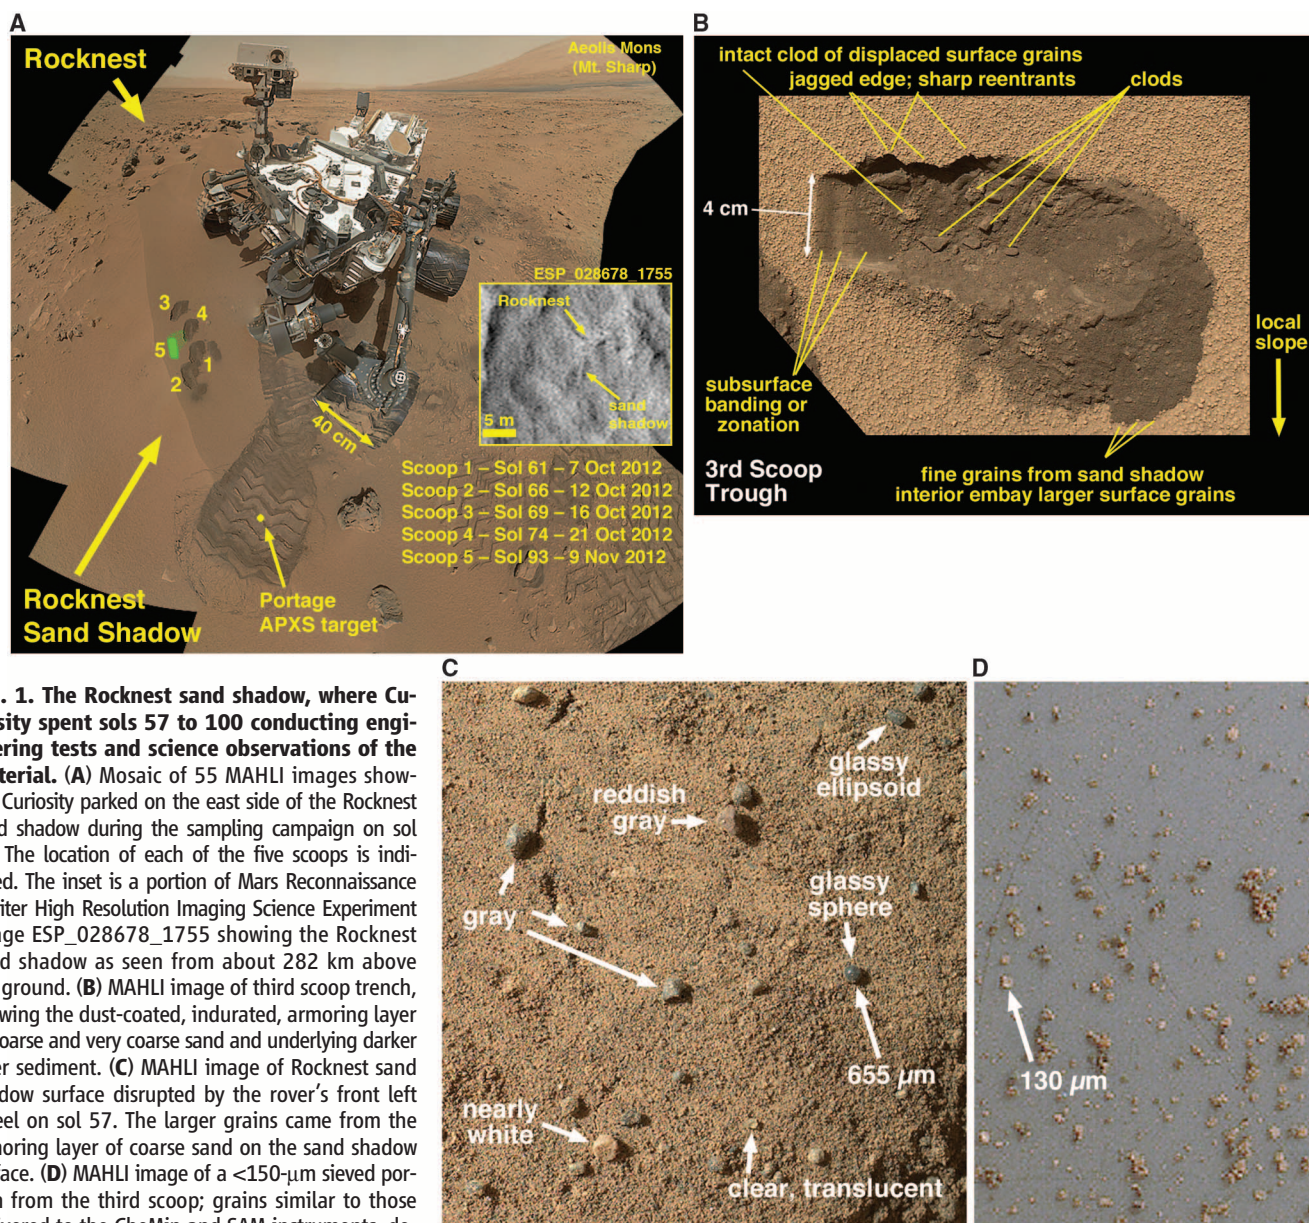 A
Rocknest
Aeolis Mons
(Mt. Sharp)
3
4
5
1
2
40 cm
ESP_028678_1755
Rocknest
sand
shadow
5 m
Scoop 1 – Sol 61 – 7 Oct 2012
Scoop 2 – Sol 66 – 12 Oct 2012
Scoop 3 – Sol 69 – 16 Oct 2012
Scoop 4 – Sol 74 – 21 Oct 2012
Scoop 5 – Sol 93 – 9 Nov 2012
Rocknest
Sand Shadow
Portage
APXS target
B
intact clod of displaced surface grains
jagged edge; sharp reentrants
clods
4 cm
local
slope
subsurface
banding or
zonation
3rd Scoop
Trough
fine grains from sand shadow
interior embay larger surface grains
. 1. The Rocknest sand shadow, where Cu-
sity spent sols 57 to 100 conducting engi-
ering tests and science observations of the
terial. (A) Mosaic of 55 MAHLI images show-
Curiosity parked on the east side of the Rocknest
d shadow during the sampling campaign on sol
The location of each of the five scoops is indi-
ed. The inset is a portion of Mars Reconnaissance
iter High Resolution Imaging Science Experiment
ge ESP_028678_1755 showing the Rocknest
d shadow as seen from about 282 km above
ground. (B) MAHLI image of third scoop trench,
wing the dust-coated, indurated, armoring layer
oarse and very coarse sand and underlying darker
er sediment. (C) MAHLI image of Rocknest sand
dow surface disrupted by the rover's front left
eel on sol 57. The larger grains came from the
noring layer of coarse sand on the sand shadow
face. (D) MAHLI image of a <150-μm sieved por-
n from the third scoop; grains similar to those
C
glassy
ellipsoid
reddish
gray
glassy
sphere
gray
655 μm
nearly
white
clear, translucent
D
130 μm